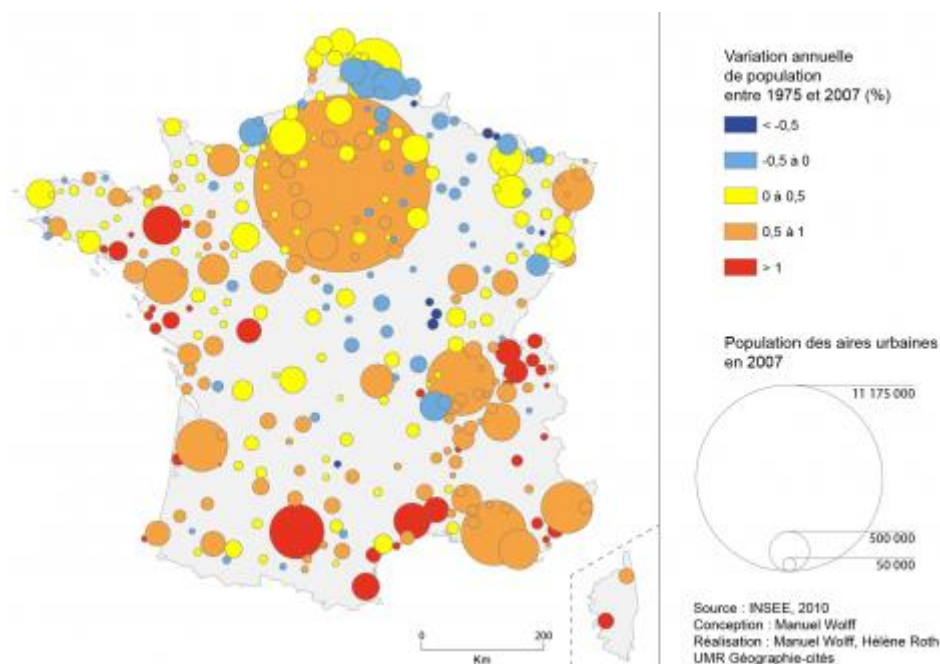 Variation annuelle
de population
entre 1975 et 2007 (%)
< -0,5
-0,5 à 0
0 à 0,5
0,5 à 1
> 1
Population des aires urbaines
en 2007
11 175 000
500 000
50 000
0 200
Km
Source : INSEE, 2010
Conception : Manuel Wolff
Réalisation : Manuel Wolff, Hélène Roth
UMR Géographie-cités